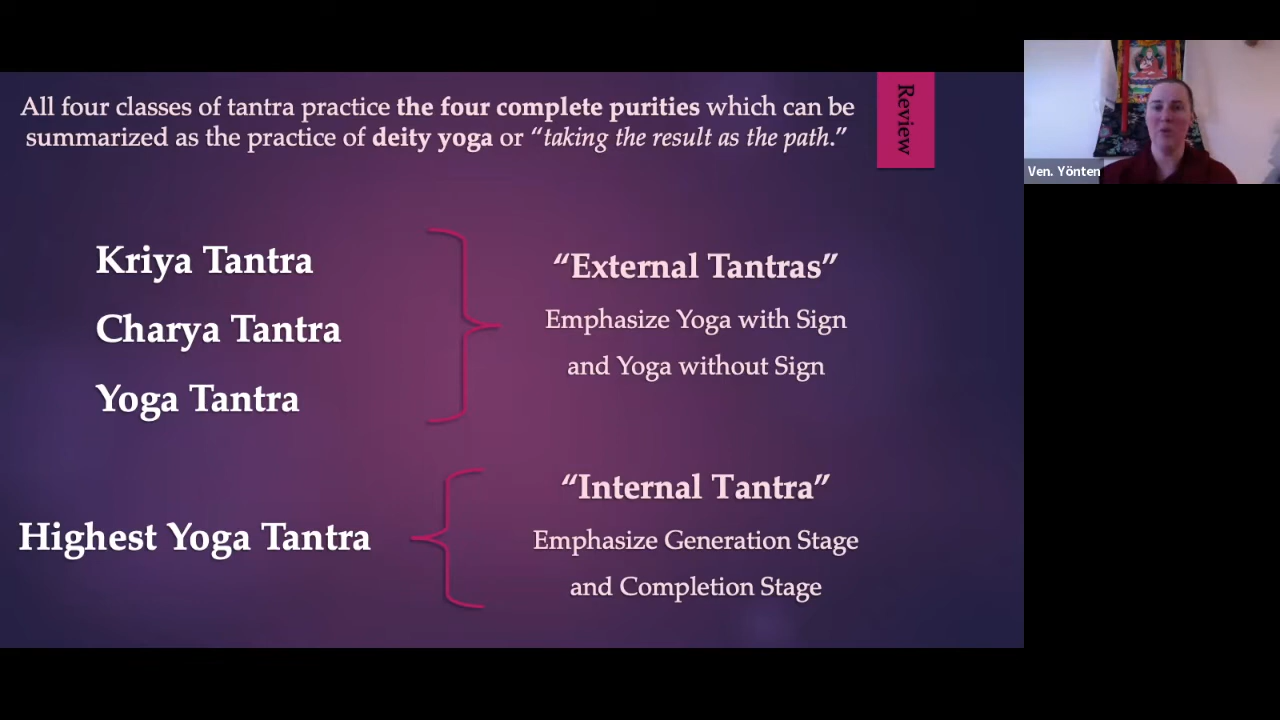 All four classes of tantra practice the four complete purities which can be
summarized as the practice of deity yoga or “taking the result as the path.”
Review
Ven. Yönten
Kriya Tantra
Charya Tantra
Yoga Tantra
“External Tantras”
Emphasize Yoga with Sign
and Yoga without Sign
Highest Yoga Tantra
“Internal Tantra”
Emphasize Generation Stage
and Completion Stage